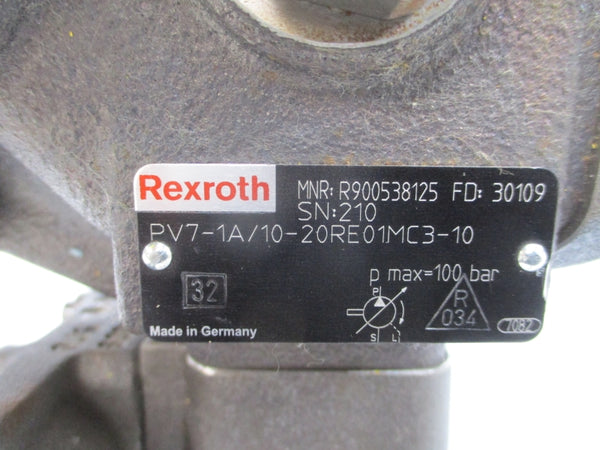 Rexroth MNR: R900538125 FD: 30109
SN:210
PV7-1A/10-20RE01MC3-10
p max=100 bar
32
P1
R
034
S L
7082
Made in Germany